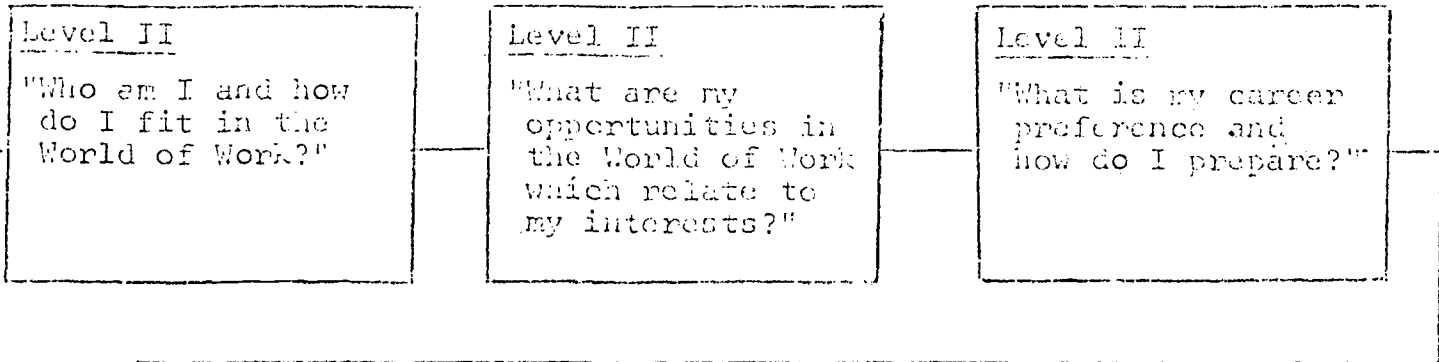 Level II
"Who am I and how
do I fit in the
World of Work?"
Level II
"What are my
opportunities in
the World of Work
which relate to
my interests?"
Level II
"What is my career
preference and
how do I prepare?"